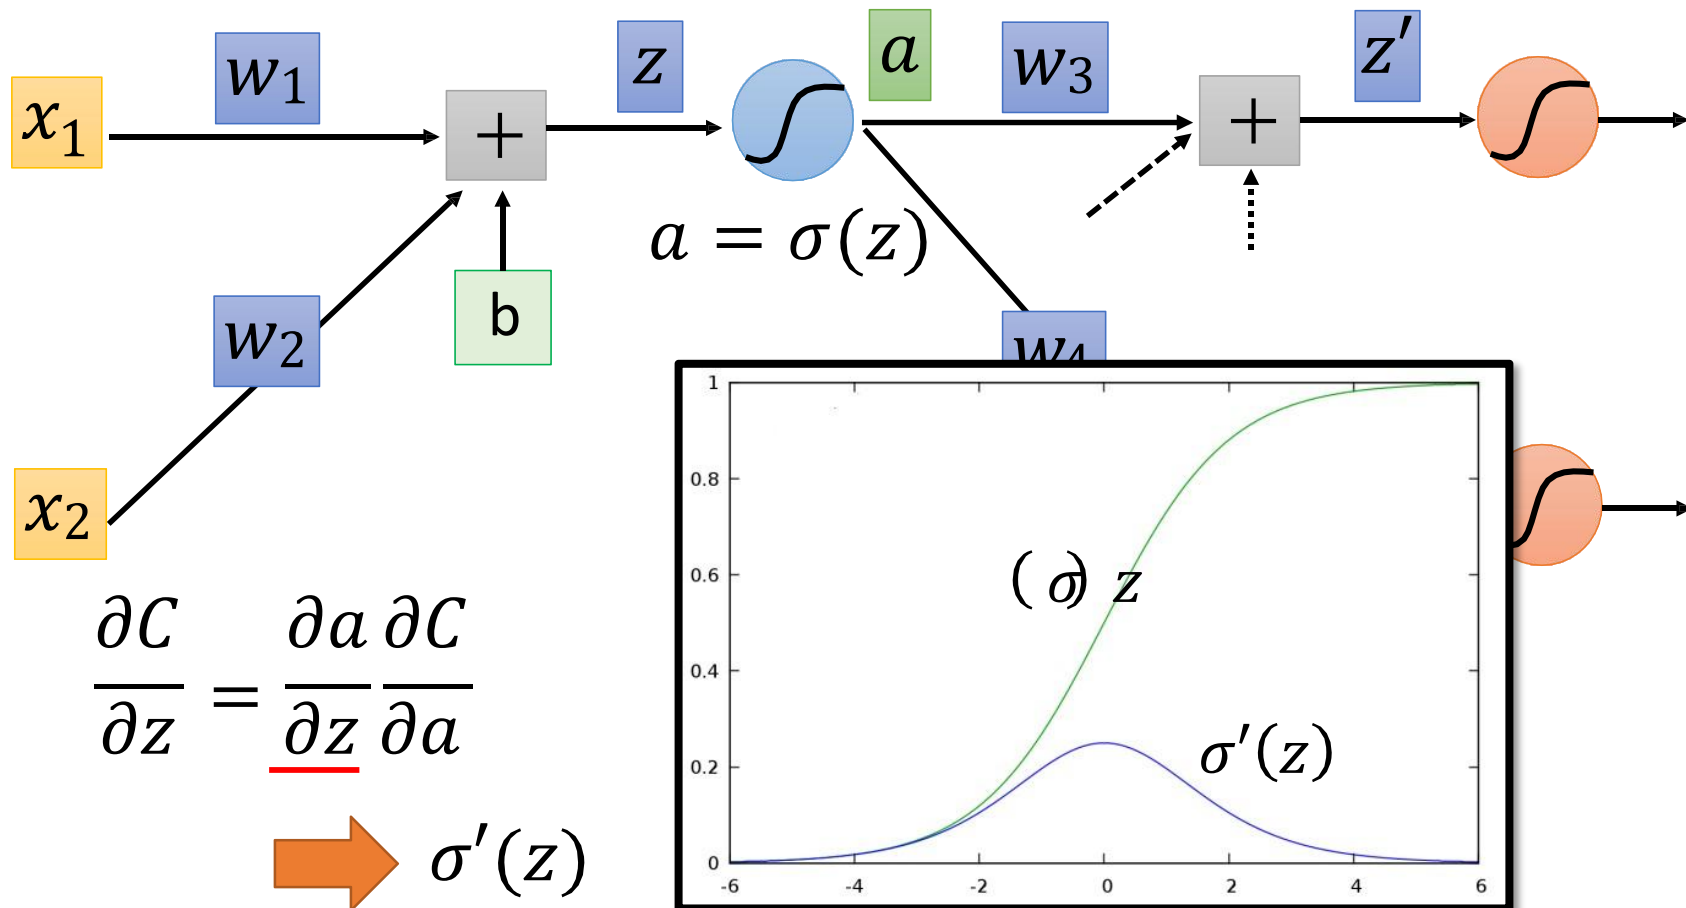 x₁
w₁
+
z
a
w₃
+
z′
a = σ(z)
w₂
b
w₄
x₂
∂C/∂z = ∂a/∂z ∂C/∂a
σ′(z)
1
0.8
0.6
0.4
0.2
0
(σ) z
σ′(z)
-6 -4 -2 0 2 4 6